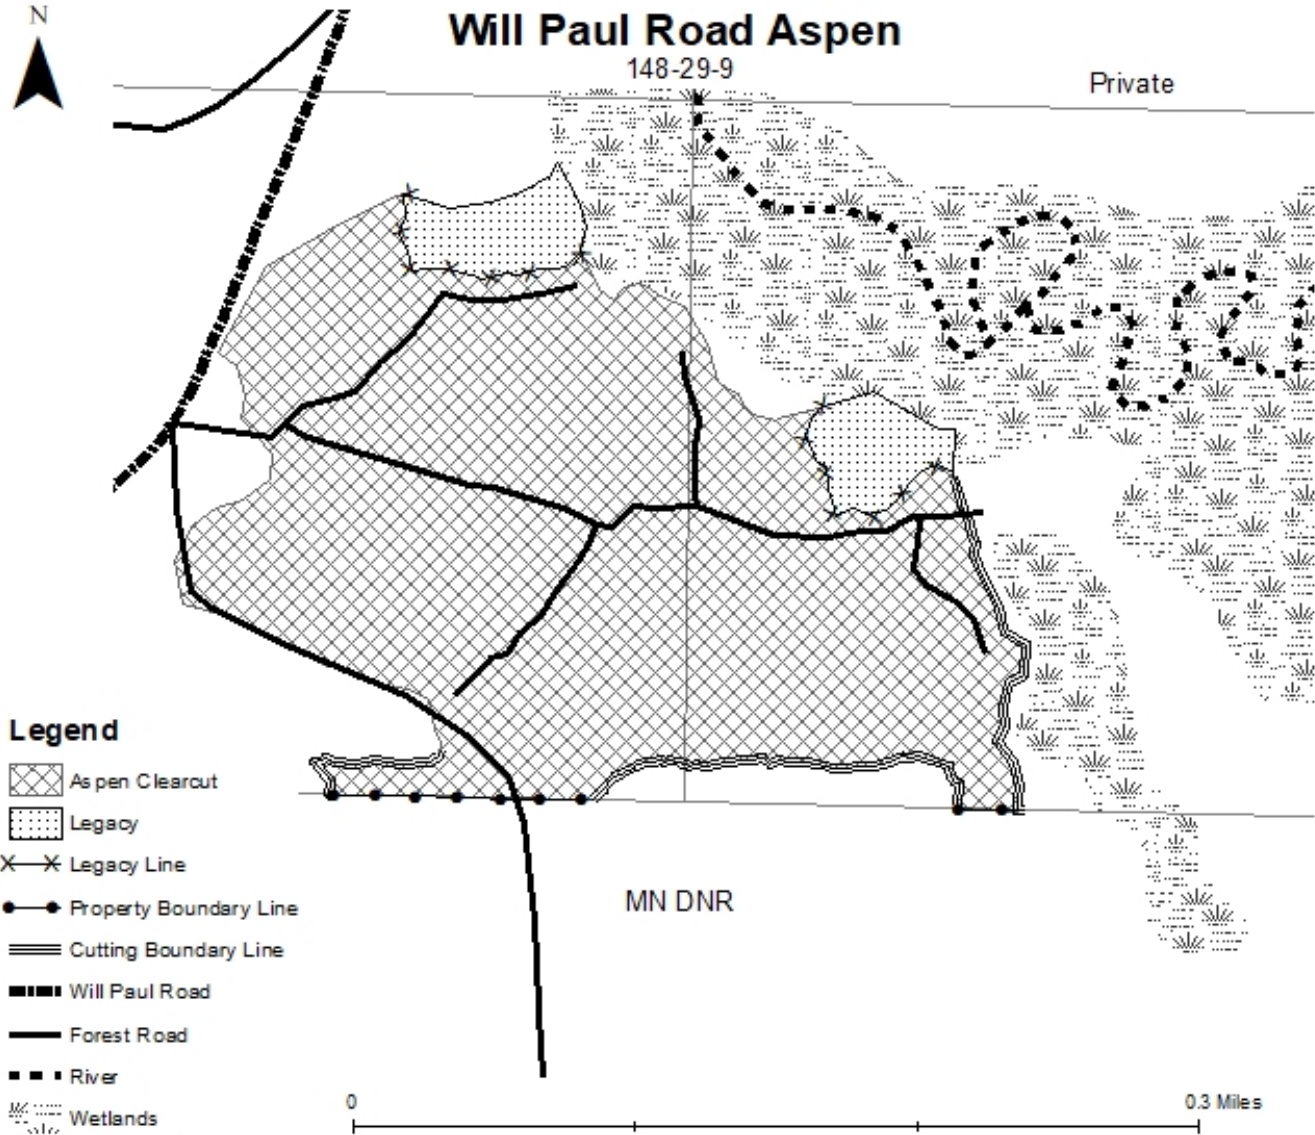 N
Will Paul Road Aspen
148-29-9
Private
Legend
Aspen Clearcut
Legacy
Legacy Line
Property Boundary Line
Cutting Boundary Line
Will Paul Road
Forest Road
River
Wetlands
MN DNR
0 0.3 Miles